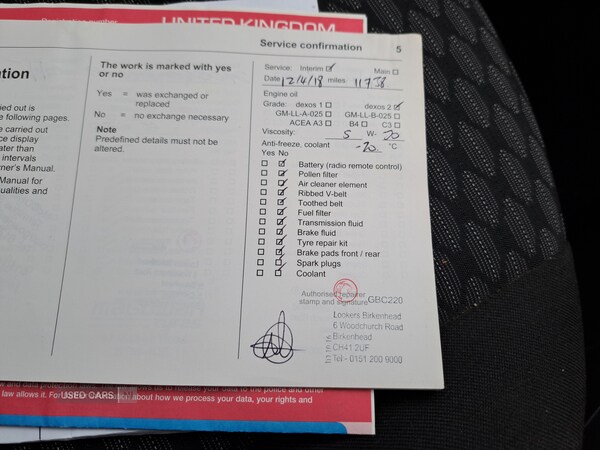 UNITED KINGDOM
Service confirmation 5
tion
ied out is
e following pages.
e carried out
ce display
ater than
intervals
ner's Manual.
Manual for
ualities and
The work is marked with yes
or no
Yes = was exchanged or
replaced
No = no exchange necessary
Note
Predefined details must not be
altered.
Service: Interim Main
Date 12/4/18 miles
Engine oil
Grade: dexos 1 dexos 2
GM-LL-A-025 GM-LL-B-025
ACEA A3 B4 C3
Viscosity: 5 W-
Anti-freeze, coolant -20 °C
Yes No
Battery (radio remote control)
Pollen filter
Air cleaner element
Ribbed V-belt
Toothed belt
Fuel filter
Transmission fluid
Brake fluid
Tyre repair kit
Brake pads front / rear
Spark plugs
Coolant
Authorised repairer
stamp and signature GBC220
Lookers Birkenhead
6 Woodchurch Road
Birkenhead
CH41 2UF
Tel - 0151 200 9000
law allows it. For USED CARS about how we process your data, your rights and